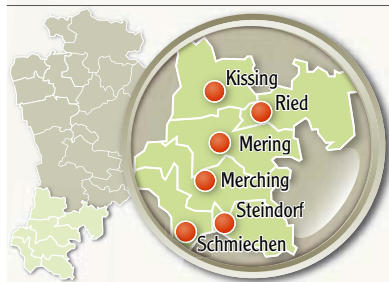 Kissing
Ried
Mering
Merching
Steindorf
Schmiechen